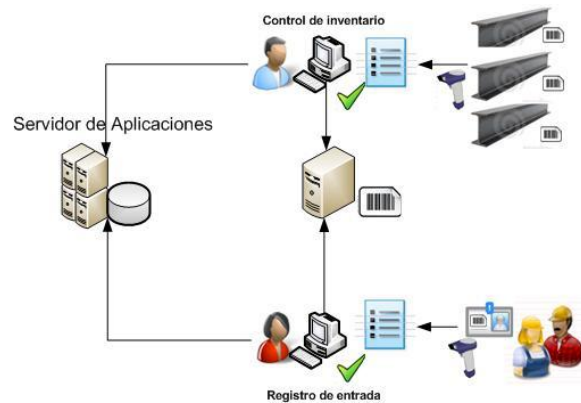 Control de inventario
Servidor de Aplicaciones
Registro de entrada